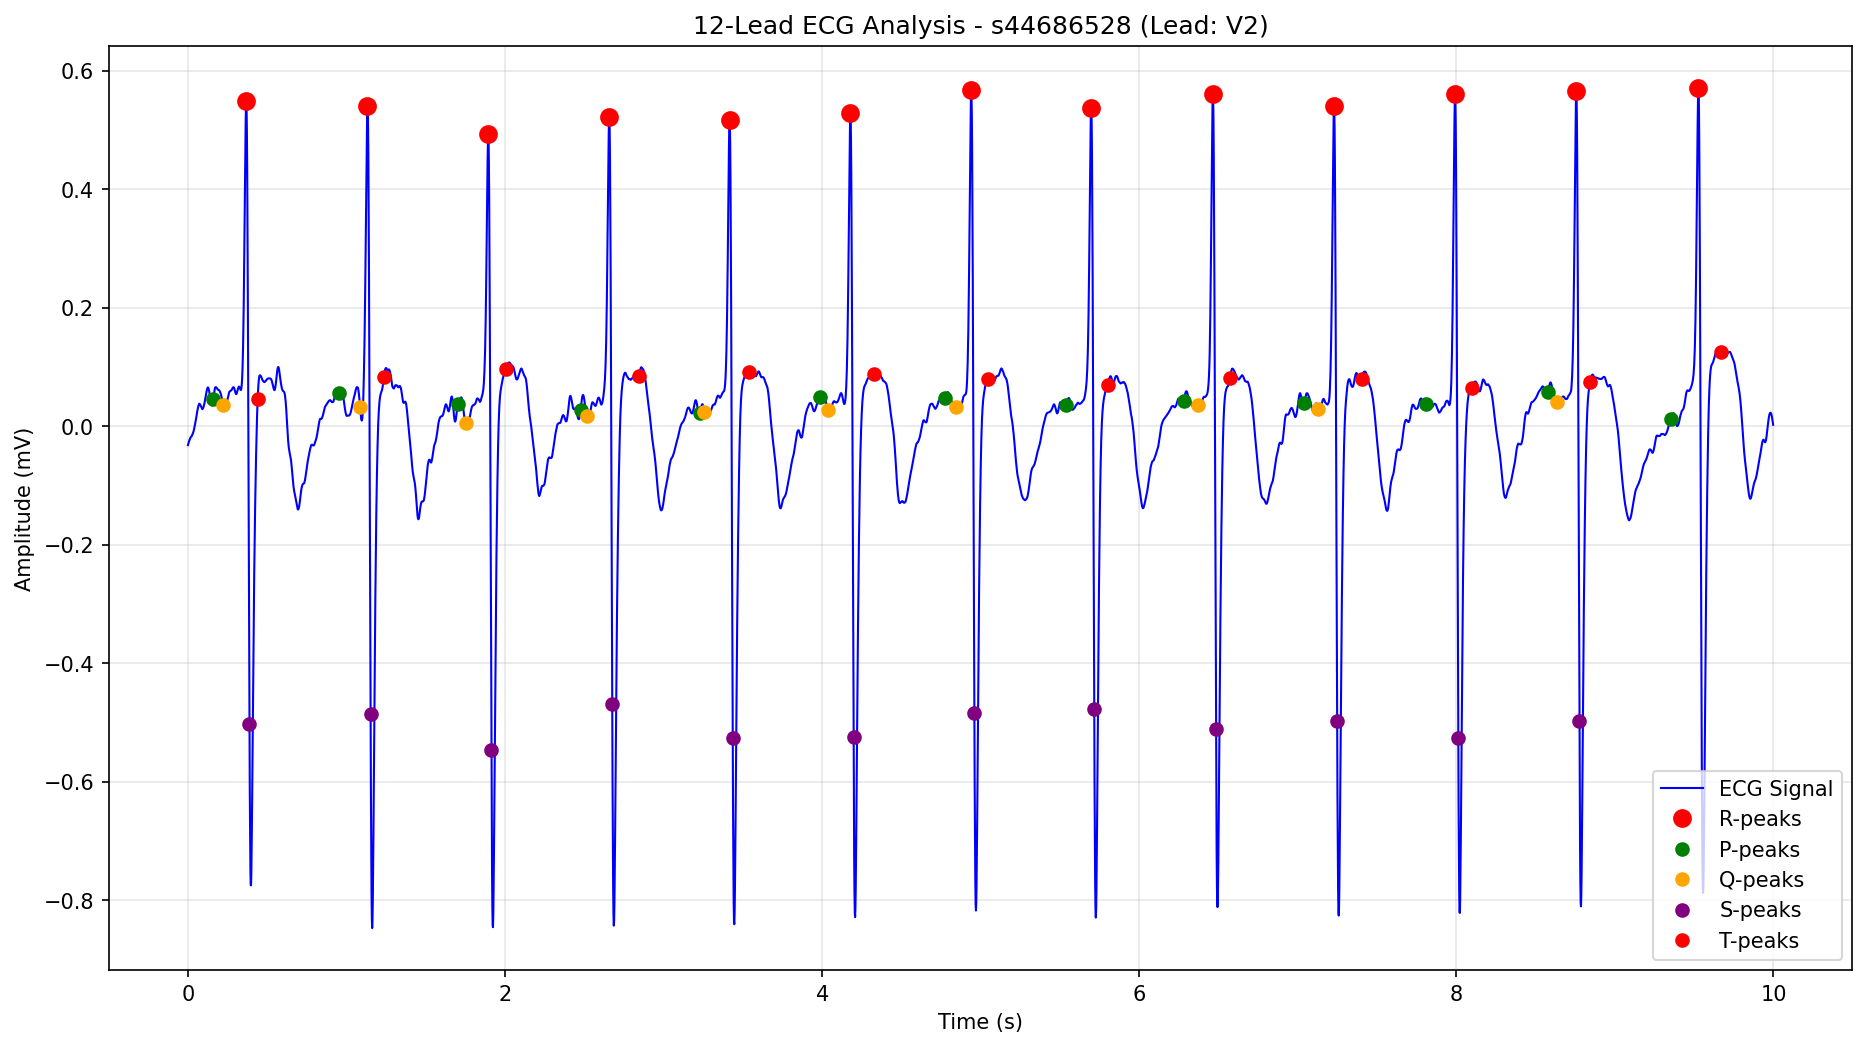 12-Lead ECG Analysis - s44686528 (Lead: V2)
Amplitude (mV)
0.6
0.4
0.2
0.0
−0.2
−0.4
−0.6
−0.8
ECG Signal
R-peaks
P-peaks
Q-peaks
S-peaks
T-peaks
0 2 4 6 8 10
Time (s)